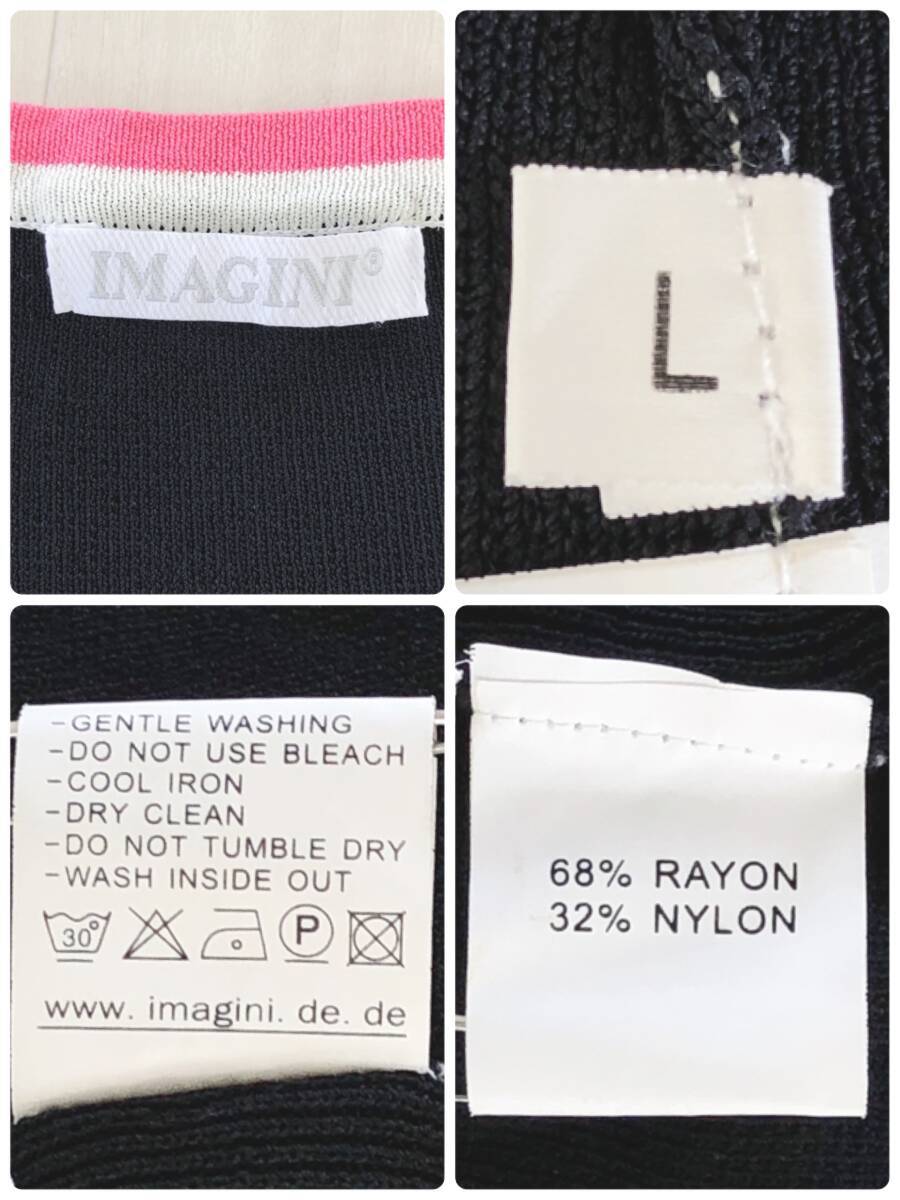 IMAGINI®
L
-GENTLE WASHING
-DO NOT USE BLEACH
-COOL IRON
-DRY CLEAN
-DO NOT TUMBLE DRY
-WASH INSIDE OUT
30° P
www. imagini. de. de
68% RAYON
32% NYLON